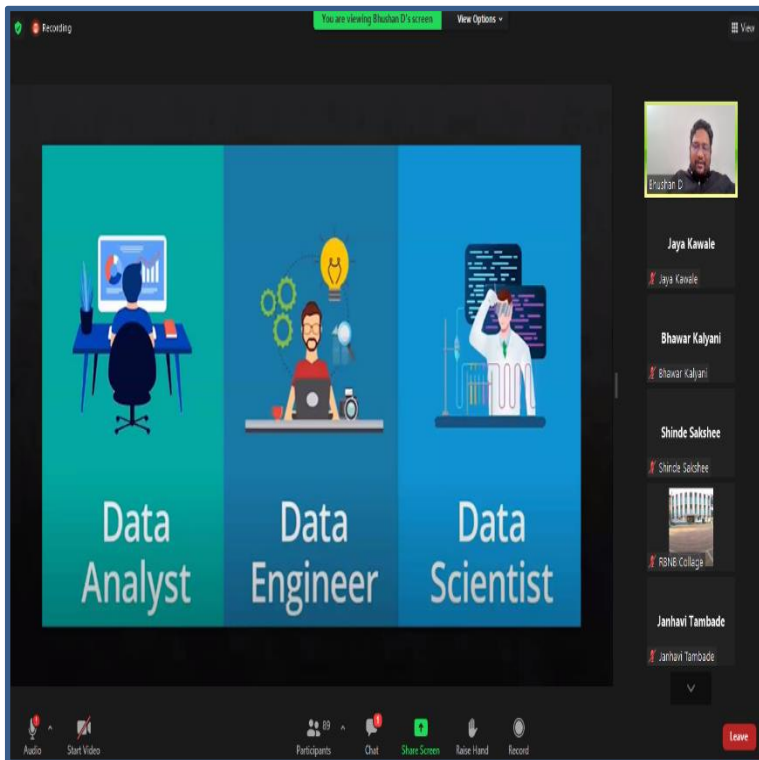 Recording
You are viewing Bhushan D's screen
View Options
View
Bhushan D
Jaya Kawale
Jaya Kawale
Bhawar Kalyani
Bhawar Kalyani
Shinde Sakshee
Shinde Sakshee
RBNB Collage
Janhavi Tambade
Janhavi Tambade
Data
Analyst
Data
Engineer
Data
Scientist
Audio
Start Video
89
Participants
1
Chat
Share Screen
Raise Hand
Record
Leave